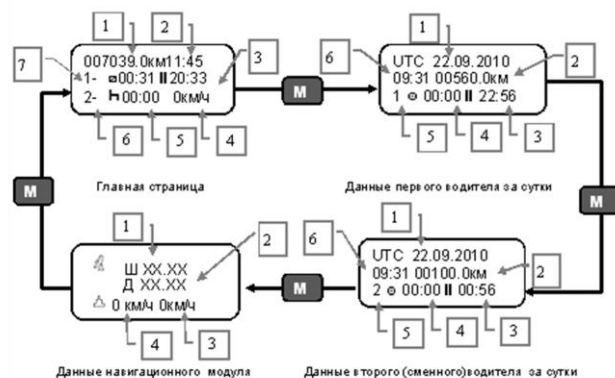 1 2
007039.0км11:45
7 3
1- 00:31 20:33
2- 00:00 0км/ч
6 5 4
Главная страница
M
1
UTC 22.09.2010
6 2
09:31 00560.0км
1 00:00 22:56
5 4 3
Данные первого водителя за сутки
M
M
1 2
Ш XX.XX
Д XX.XX
0 км/ч 0км/ч
4 3
Данные навигационного модуля
M
1
UTC 22.09.2010
6 2
09:31 00100.0км
2 00:00 00:56
5 4 3
Данные второго (сменного)водителя за сутки